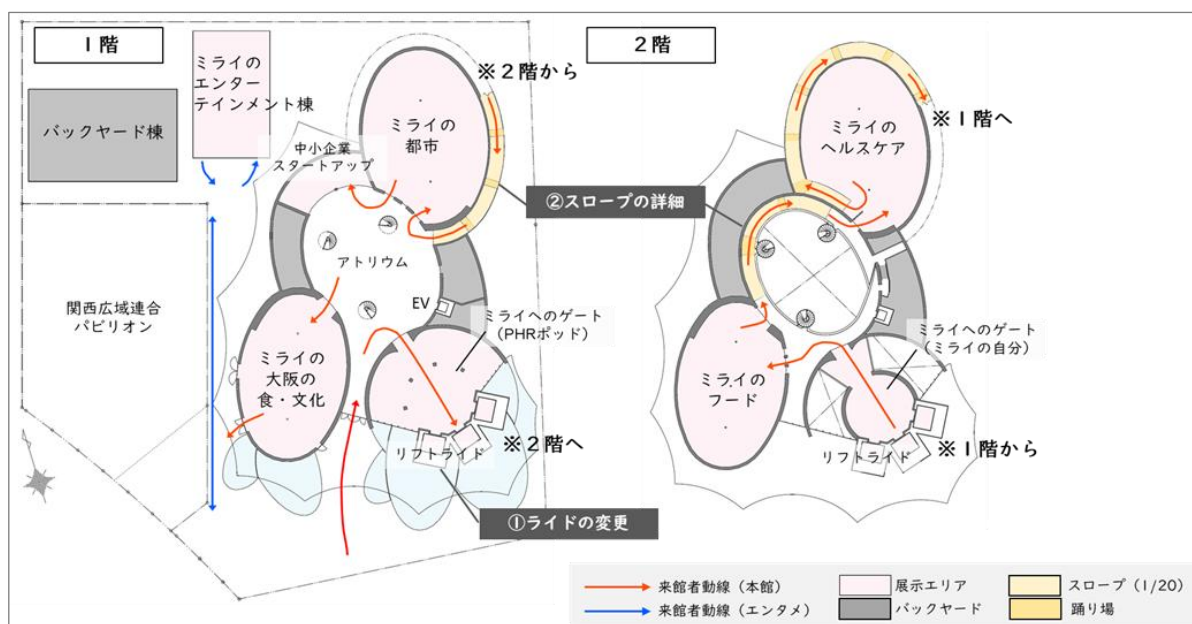 1階
ミライの
エンター
テインメント棟
バックヤード棟
※2階から
ミライの
都市
中小企業
スタートアップ
②スロープの詳細
アトリウム
EV
関西広域連合
パビリオン
ミライへのゲート
(PHRポッド)
ミライの
大阪の
食・文化
※2階へ
リフトライド
①ライドの変更
2階
※1階へ
ミライの
ヘルスケア
ミライへのゲート
(ミライの自分)
ミライの
フード
※1階から
リフトライド
来館者動線(本館)
来館者動線(エンタメ)
展示エリア
バックヤード
スロープ(1/20)
踊り場